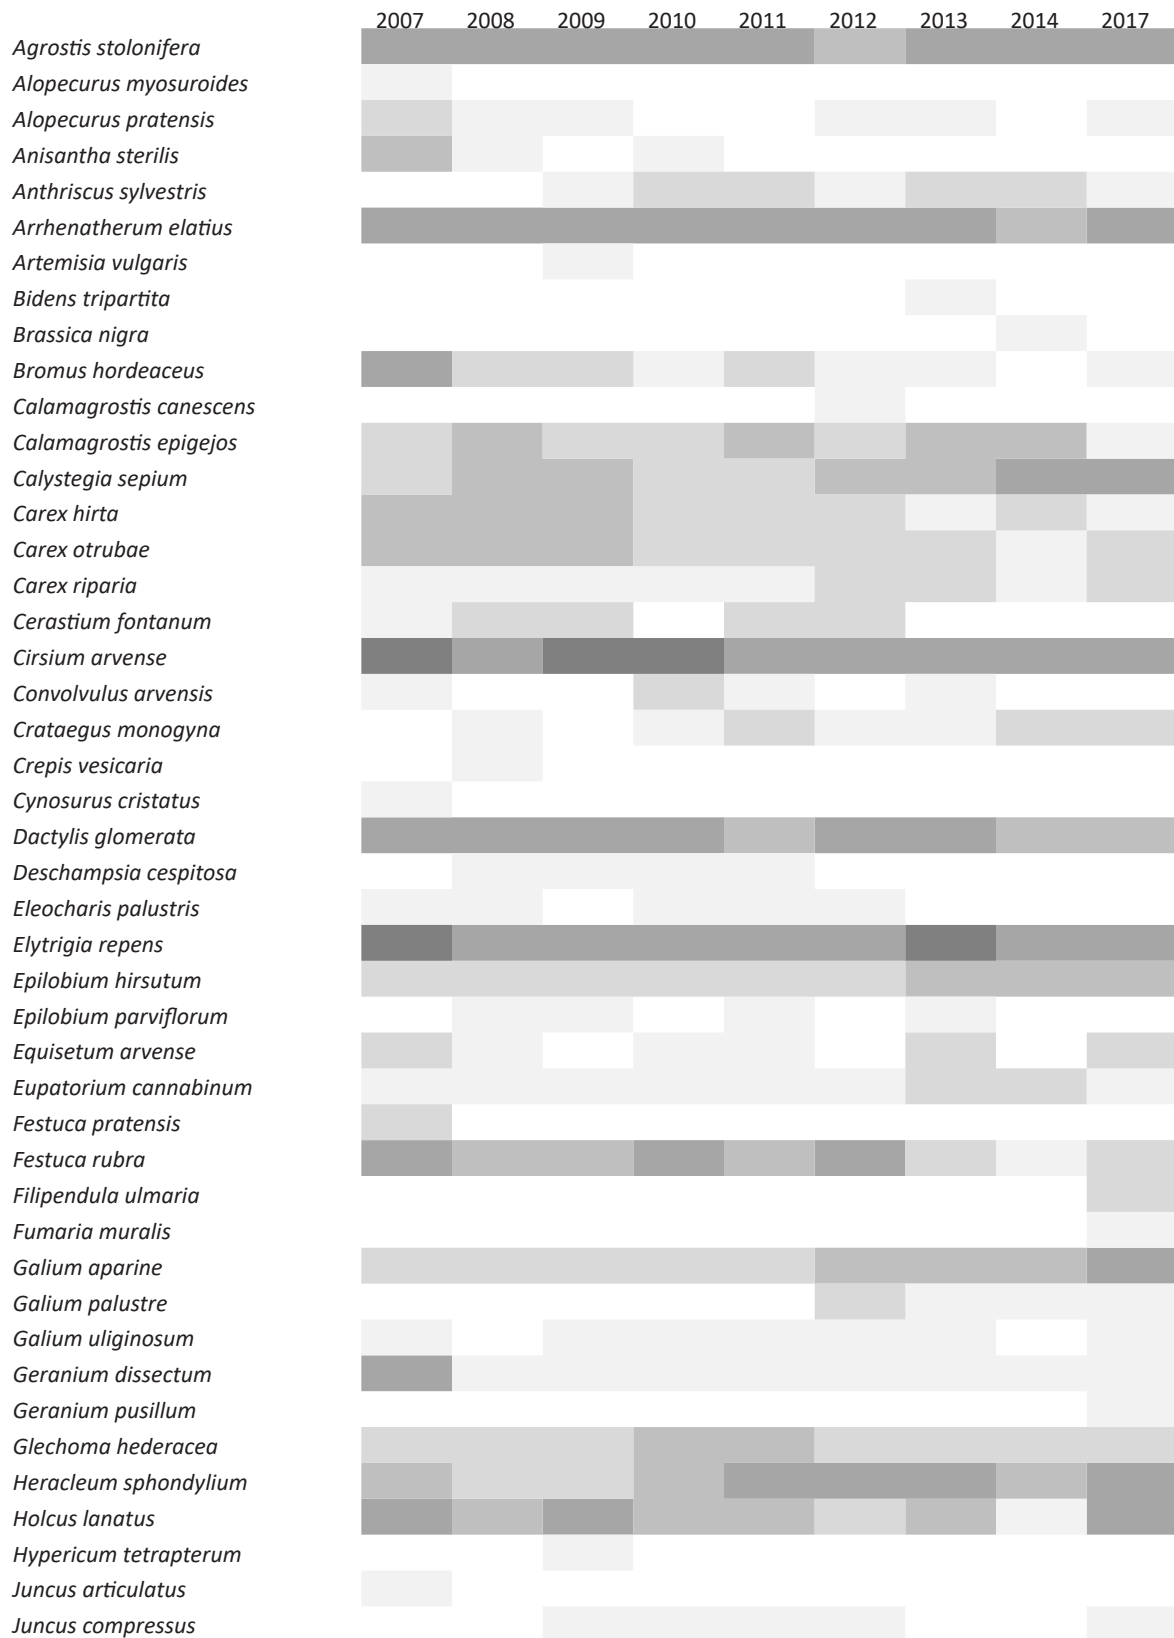 2007 2008 2009 2010 2011 2012 2013 2014 2017
Agrostis stolonifera
Alopecurus myosuroides
Alopecurus pratensis
Anisantha sterilis
Anthriscus sylvestris
Arrhenatherum elatius
Artemisia vulgaris
Bidens tripartita
Brassica nigra
Bromus hordeaceus
Calamagrostis canescens
Calamagrostis epigejos
Calystegia sepium
Carex hirta
Carex otrubae
Carex riparia
Cerastium fontanum
Cirsium arvense
Convolvulus arvensis
Crataegus monogyna
Crepis vesicaria
Cynosurus cristatus
Dactylis glomerata
Deschampsia cespitosa
Eleocharis palustris
Elytrigia repens
Epilobium hirsutum
Epilobium parviflorum
Equisetum arvense
Eupatorium cannabinum
Festuca pratensis
Festuca rubra
Filipendula ulmaria
Fumaria muralis
Galium aparine
Galium palustre
Galium uliginosum
Geranium dissectum
Geranium pusillum
Glechoma hederacea
Heracleum sphondylium
Holcus lanatus
Hypericum tetrapterum
Juncus articulatus
Juncus compressus